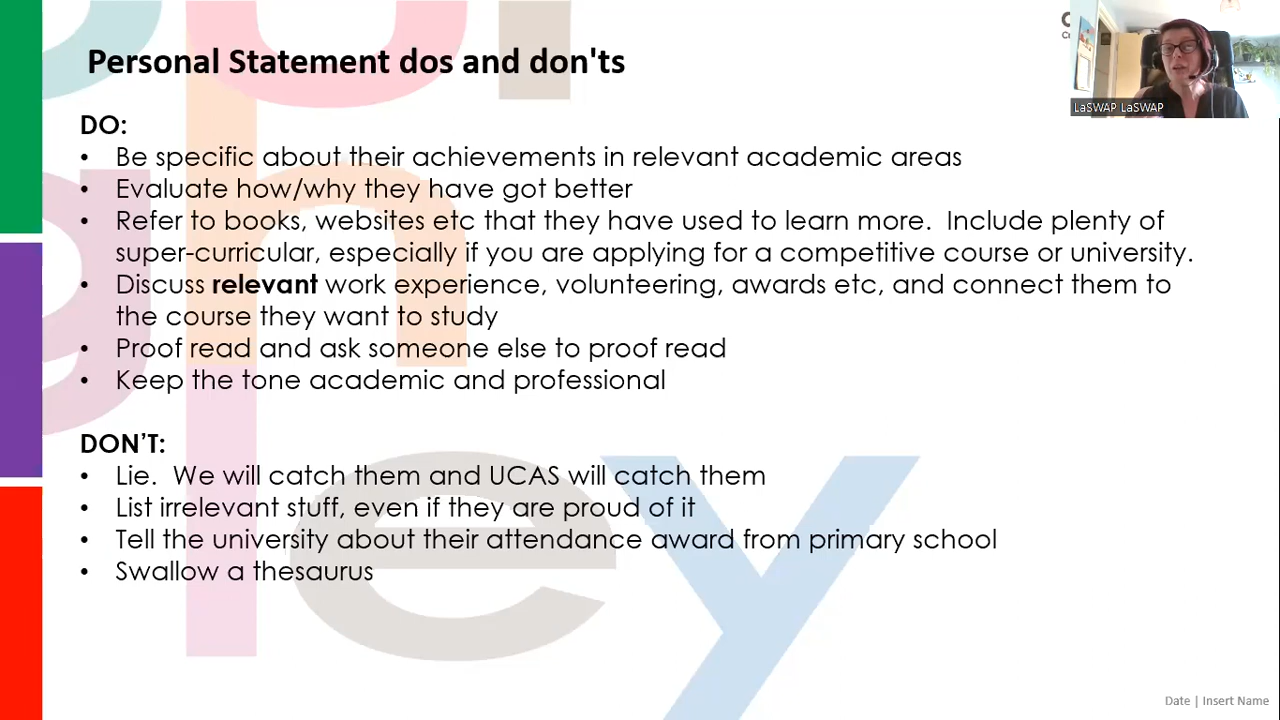 Personal Statement dos and don'ts
LaSWAP LaSWAP
DO:
• Be specific about their achievements in relevant academic areas
• Evaluate how/why they have got better
• Refer to books, websites etc that they have used to learn more.  Include plenty of
super-curricular, especially if you are applying for a competitive course or university.
• Discuss relevant work experience, volunteering, awards etc, and connect them to
the course they want to study
• Proof read and ask someone else to proof read
• Keep the tone academic and professional
DON’T:
• Lie.  We will catch them and UCAS will catch them
• List irrelevant stuff, even if they are proud of it
• Tell the university about their attendance award from primary school
• Swallow a thesaurus
Date | Insert Name